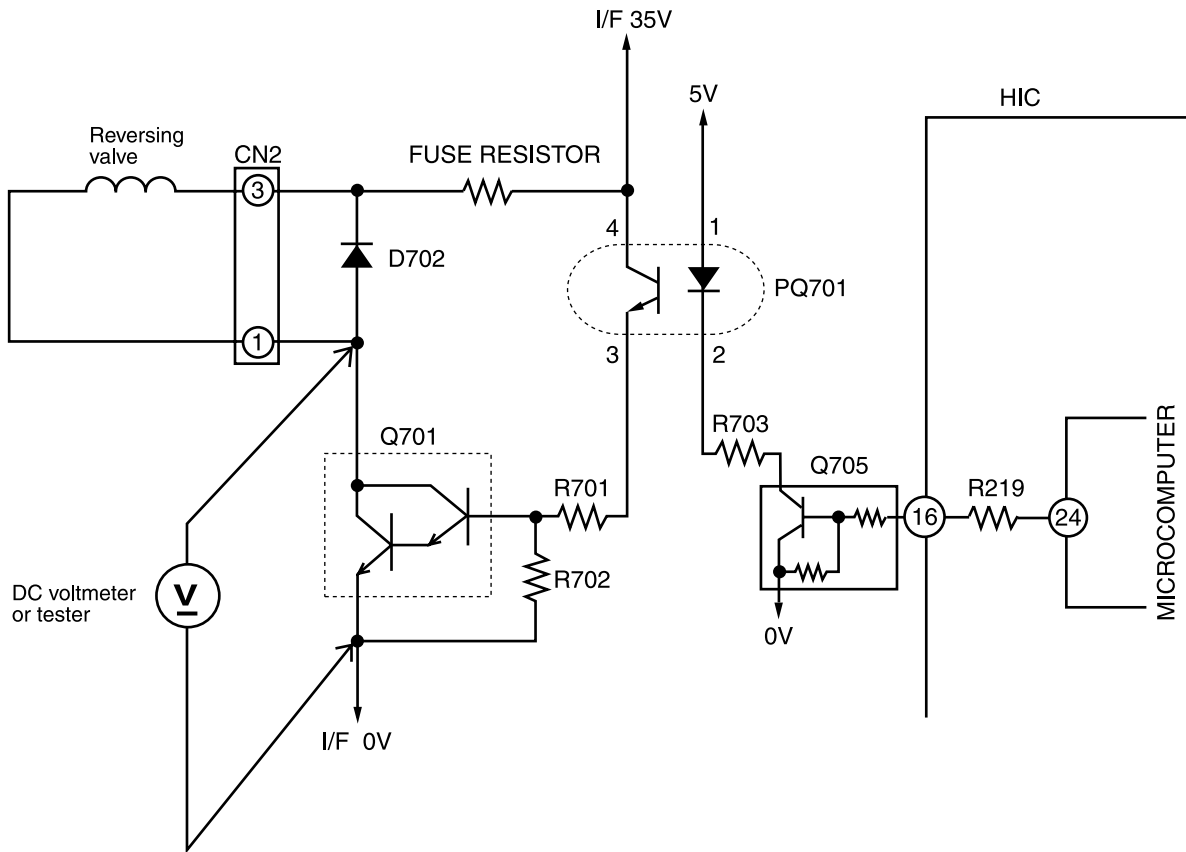 I/F 35V
5V
HIC
Reversing
valve
CN2
FUSE RESISTOR
3
4
1
D702
PQ701
1
3
2
R703
Q701
Q705
R701
R219
MICROCOMPUTER
16
24
R702
DC voltmeter
or tester
V
0V
I/F 0V